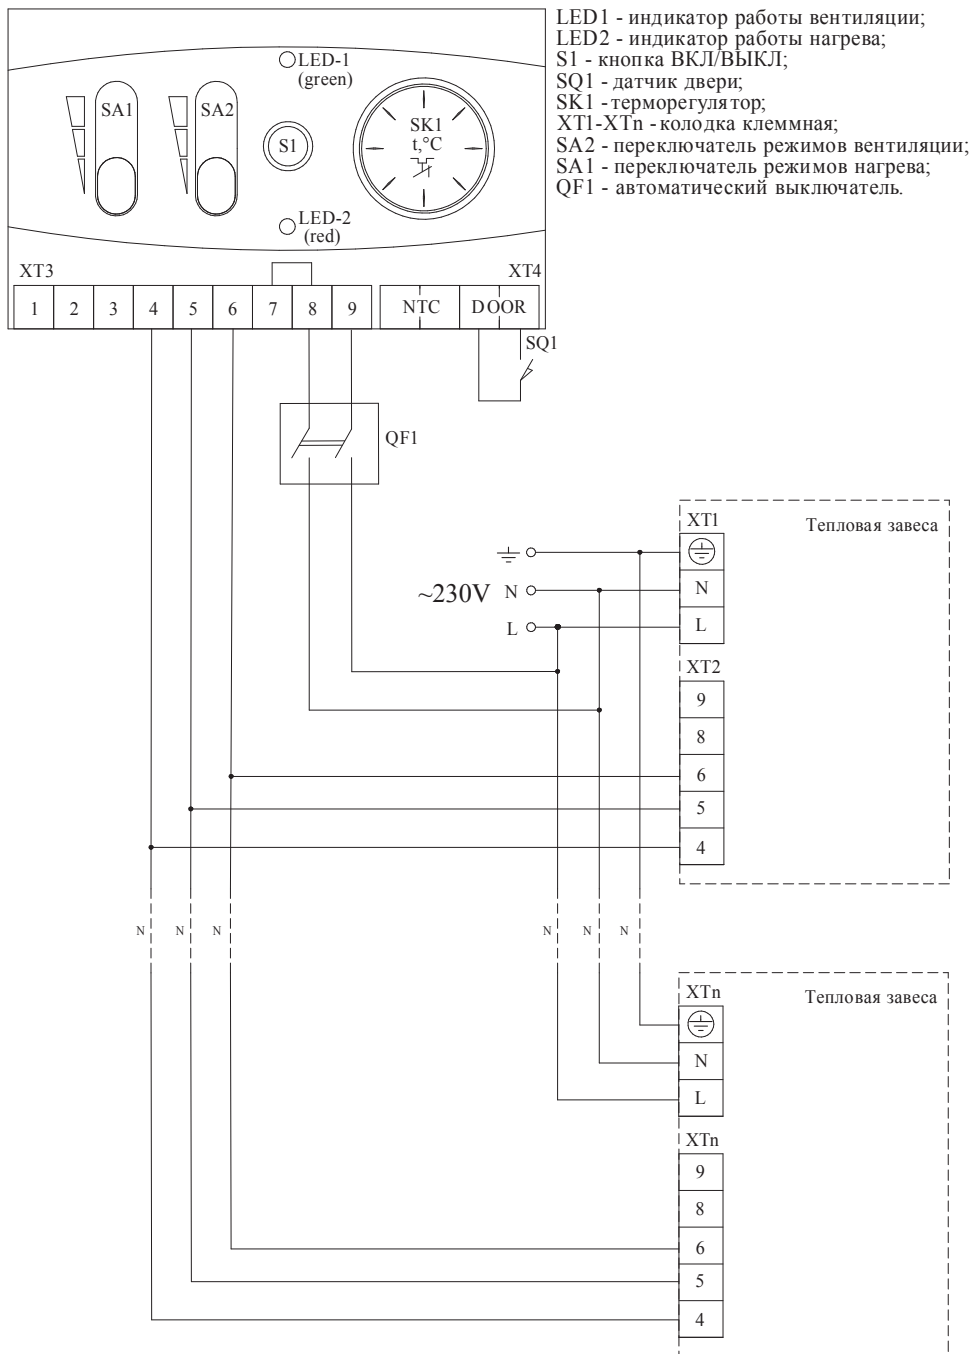 LED1 - индикатор работы вентиляции;
LED2 - индикатор работы нагрева;
S1 - кнопка ВКЛ/ВЫКЛ;
SQ1 - датчик двери;
SK1 - терморегулятор;
XT1-XTn - колодка клеммная;
SA2 - переключатель режимов вентиляции;
SA1 - переключатель режимов нагрева;
QF1 - автоматический выключатель.
LED-1
(green)
SA1
SA2
S1
SK1
t,°C
LED-2
(red)
XT3
XT4
1 2 3 4 5 6 7 8 9 NTC DOOR
SQ1
QF1
XT1
Тепловая завеса
~230V
N
L
N
L
XT2
9
8
6
5
4
N N N N N N
XTn
Тепловая завеса
N
L
XTn
9
8
6
5
4